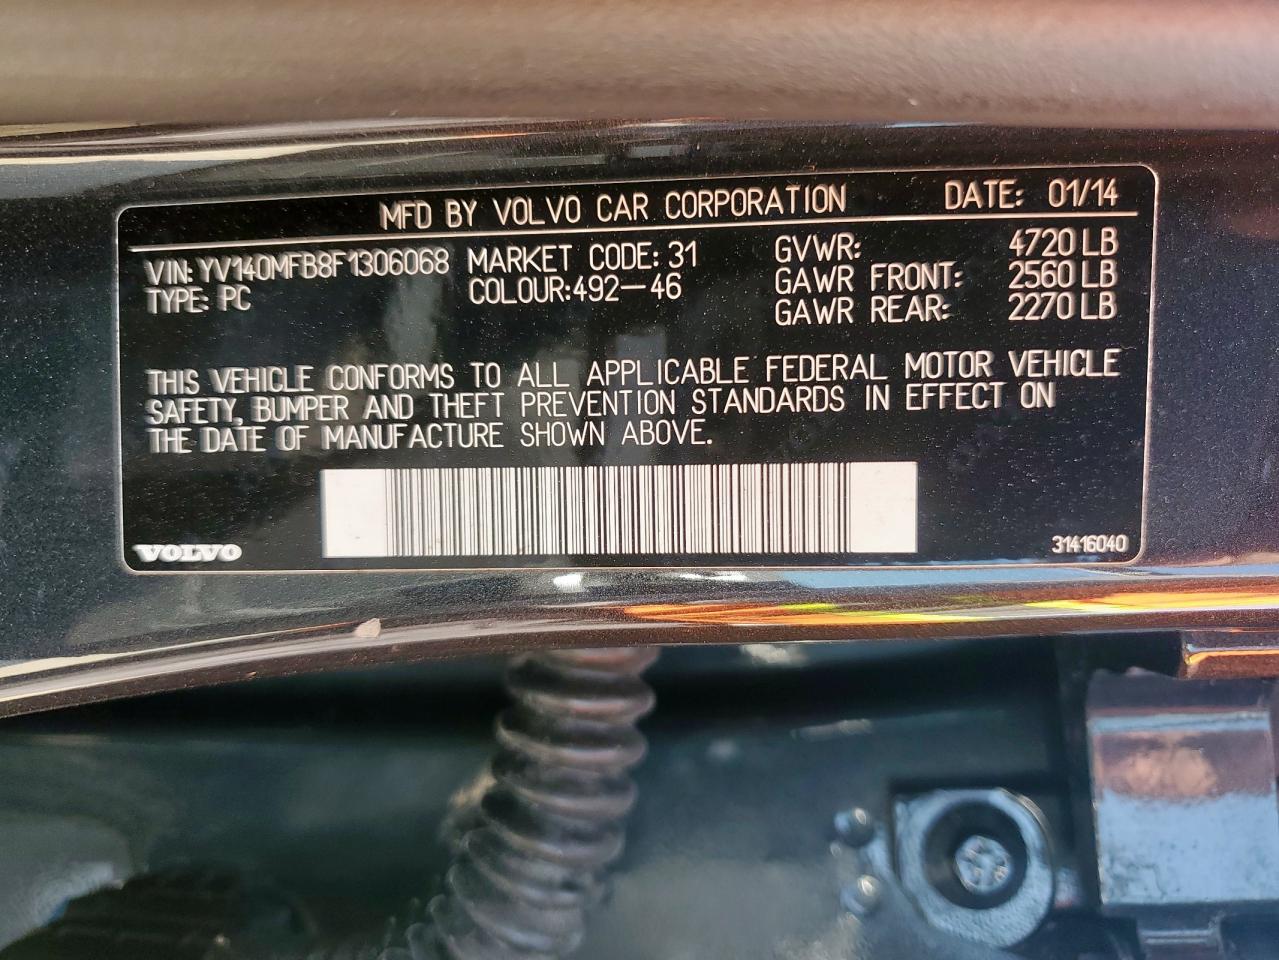 MFD BY VOLVO CAR CORPORATION DATE: 01/14
VIN: YV140MFB8F1306068 MARKET CODE: 31 GVWR: 4720 LB
TYPE: PC COLOUR:492-46 GAWR FRONT: 2560 LB
GAWR REAR: 2270 LB
THIS VEHICLE CONFORMS TO ALL APPLICABLE FEDERAL MOTOR VEHICLE
SAFETY, BUMPER AND THEFT PREVENTION STANDARDS IN EFFECT ON
THE DATE OF MANUFACTURE SHOWN ABOVE.
VOLVO 31416040